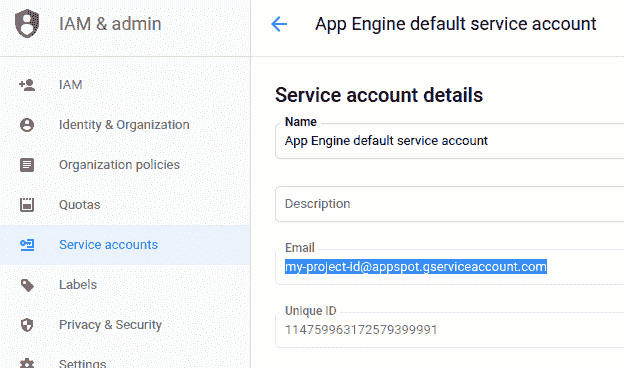 IAM & admin
App Engine default service account
IAM
Identity & Organization
Organization policies
Quotas
Service accounts
Labels
Privacy & Security
Settings
Service account details
Name
App Engine default service account
Description
Email
my-project-id@appspot.gserviceaccount.com
Unique ID
114759963172579399991